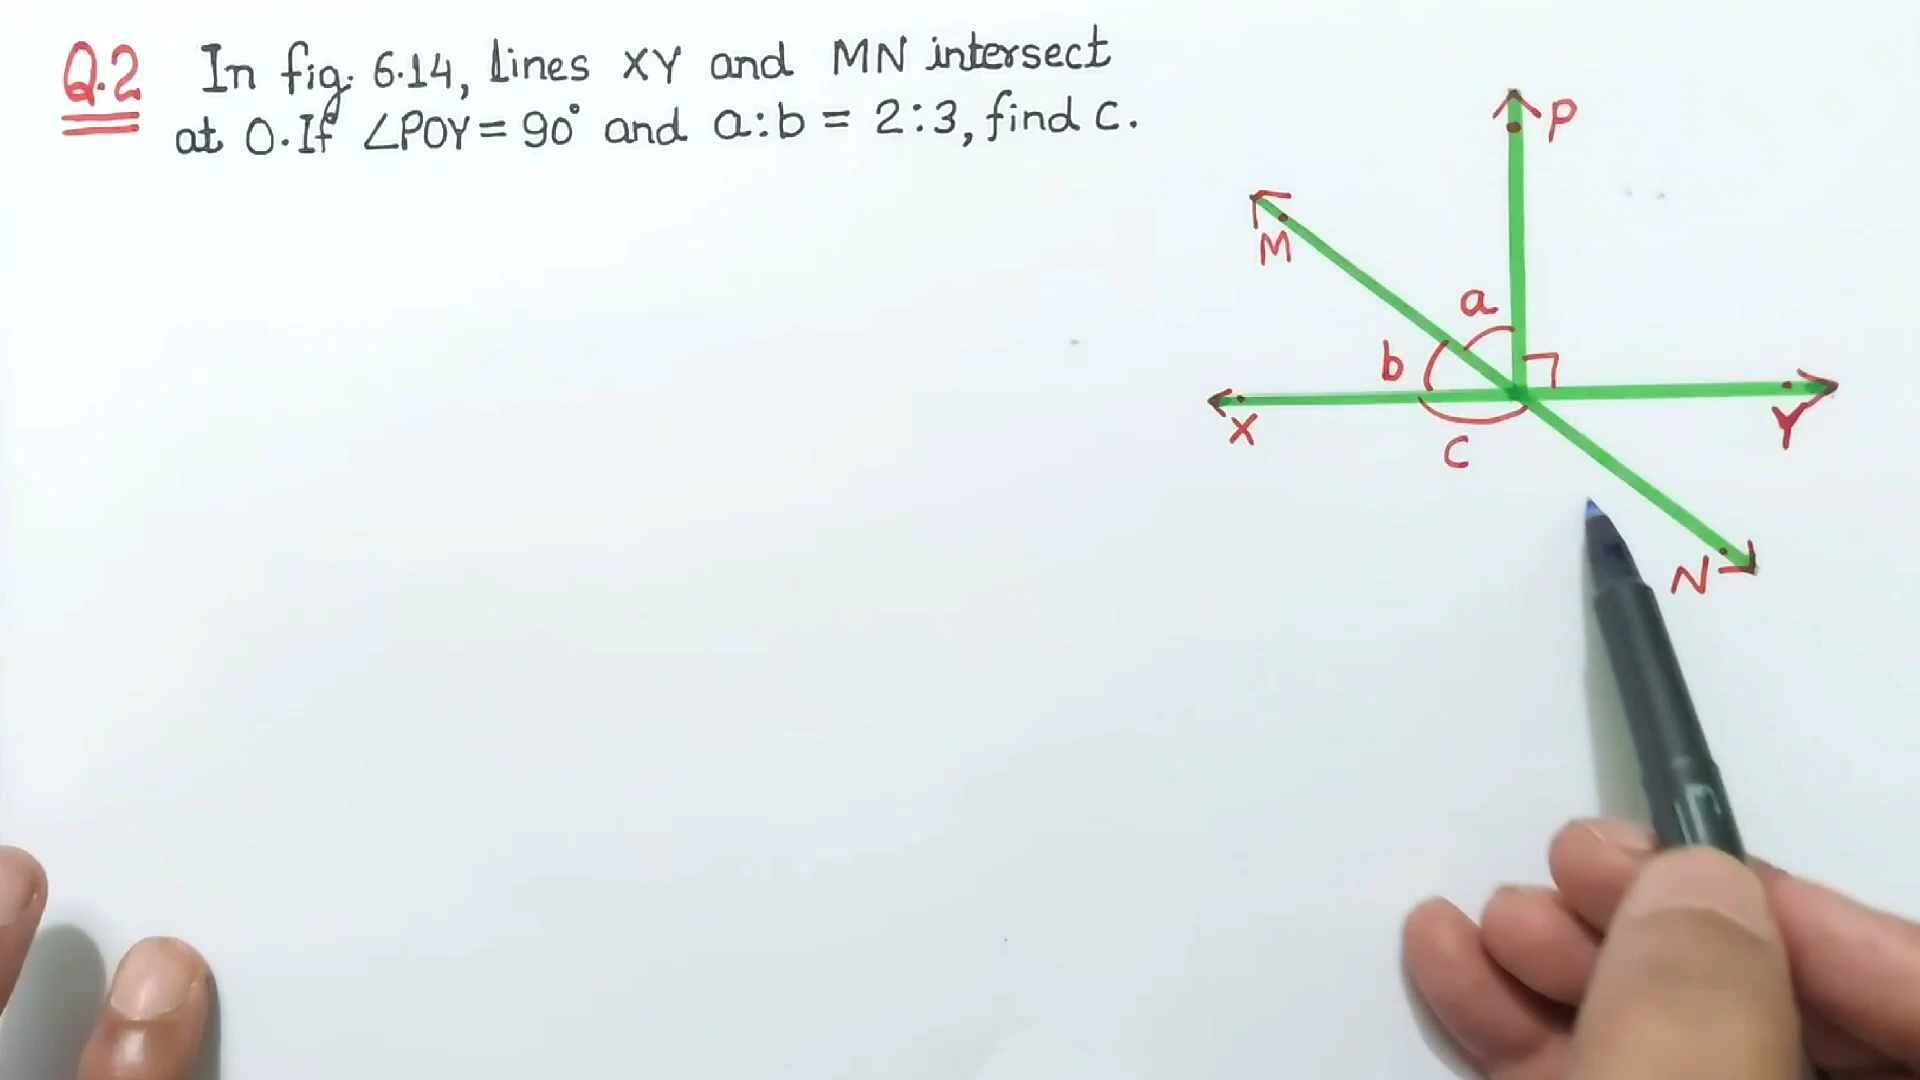 Q.2 In fig. 6.14, Lines XY and MN intersect
at O. If ∠POY = 90° and a:b = 2:3, find c.
P
M
a
b
X
Y
c
N